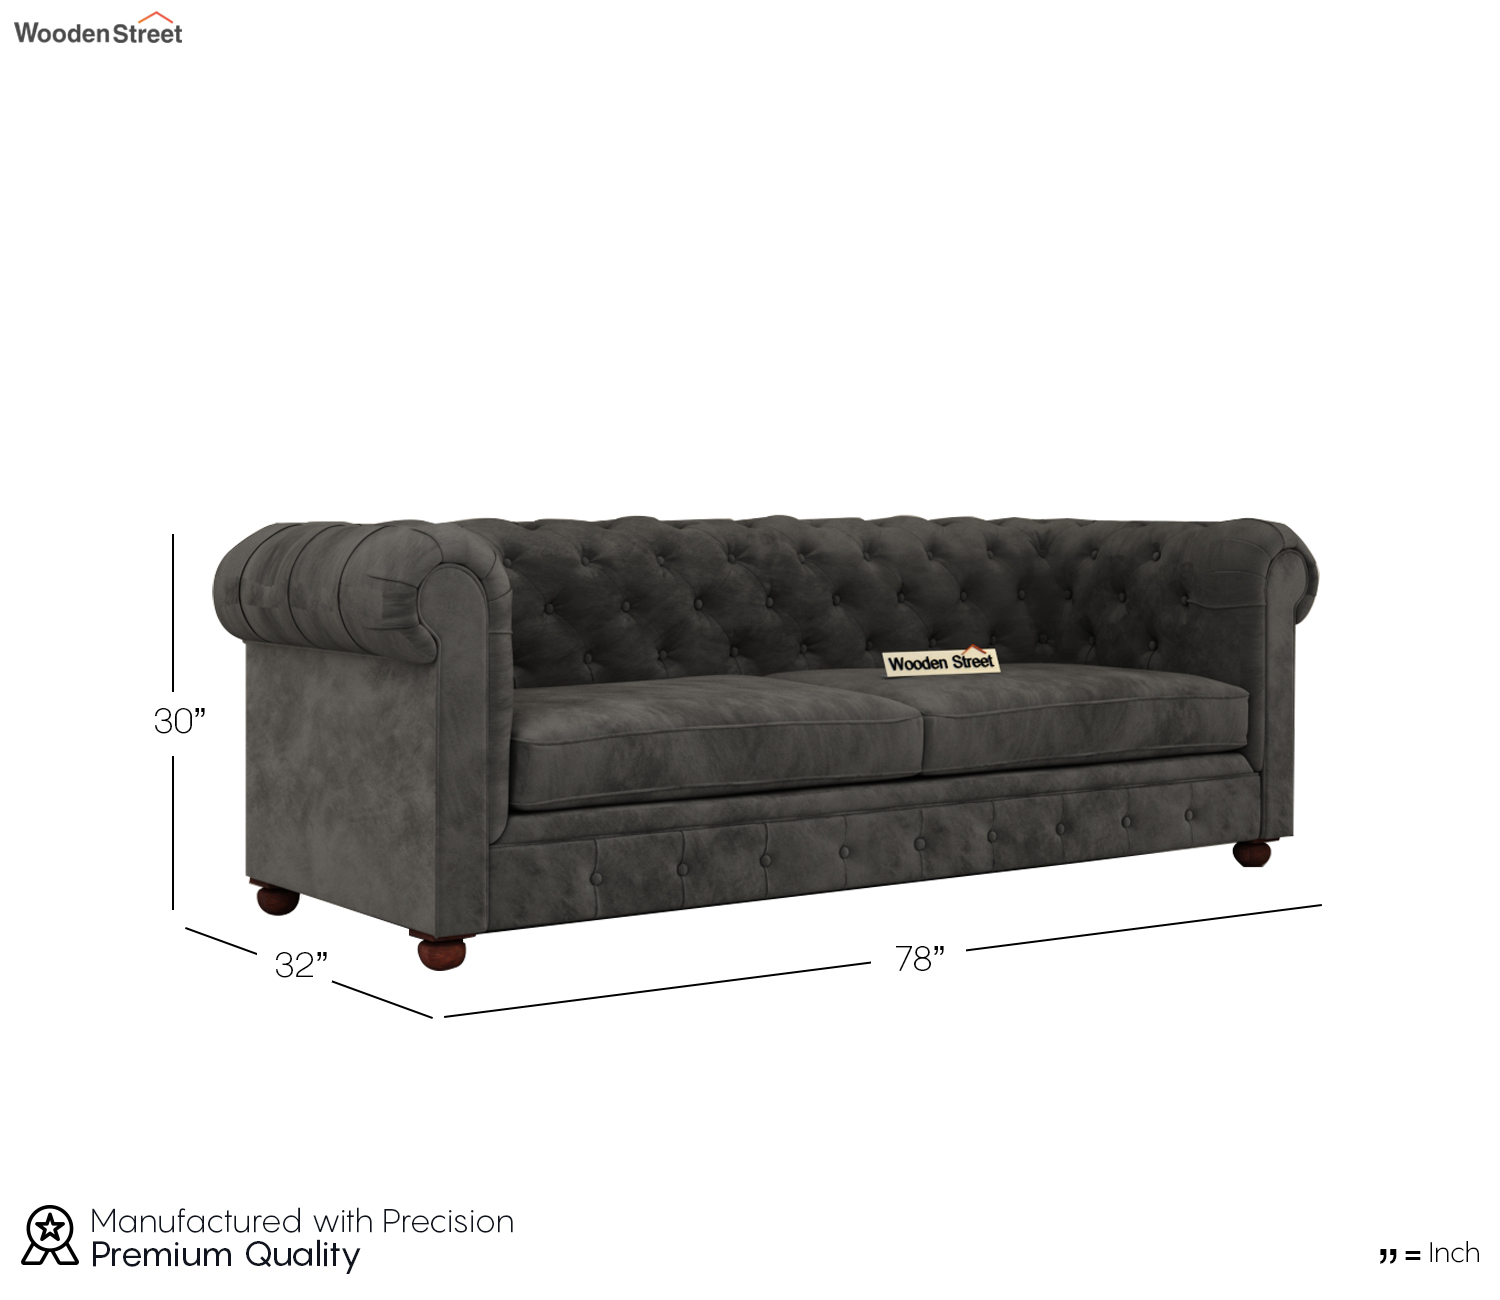 WoodenStreet
Wooden Street
30”
32”
78”
Manufactured with Precision
Premium Quality
” = Inch